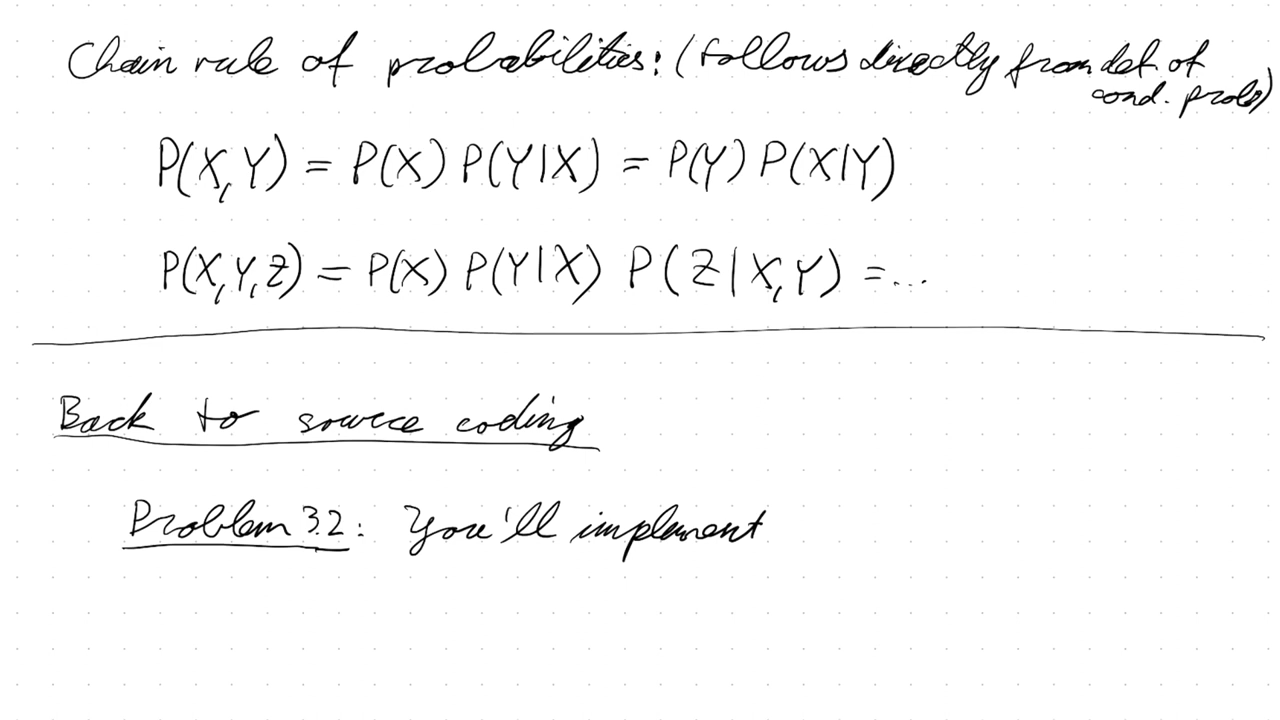 Chain rule of probabilities: (follows directly from def. of
cond. prob.)
P(X,Y) = P(X) P(Y|X) = P(Y) P(X|Y)
P(X,Y,Z) = P(X) P(Y|X) P(Z|X,Y) = ...
Back to source coding
Problem 3.2: You'll implement